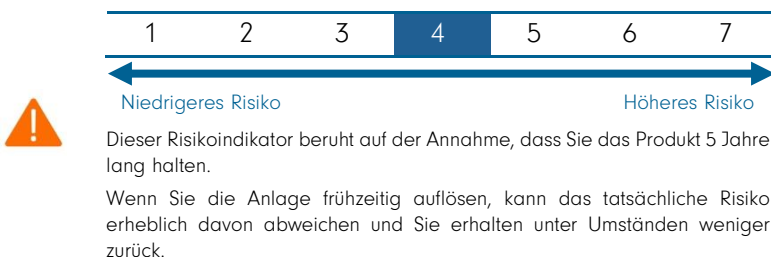 1 2 3 4 5 6 7
Niedrigeres Risiko Höheres Risiko
Dieser Risikoindikator beruht auf der Annahme, dass Sie das Produkt 5 Jahre
lang halten.
Wenn Sie die Anlage frühzeitig auflösen, kann das tatsächliche Risiko
erheblich davon abweichen und Sie erhalten unter Umständen weniger
zurück.